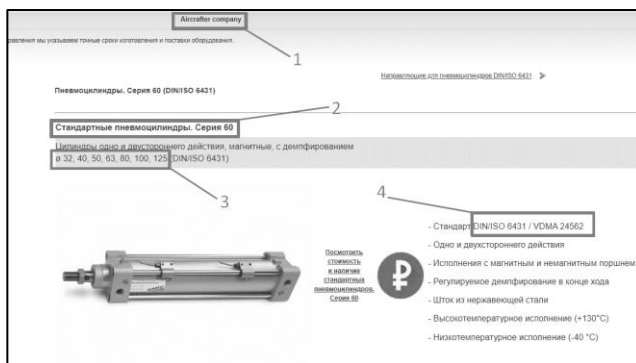 Aircrafter company
1
равления мы указываем точные сроки изготовления и поставки оборудования.
Направляющие для пневмоцилиндров DIN/ISO 6431
Пневмоцилиндры. Серия 60 (DIN/ISO 6431)
2
Стандартные пневмоцилиндры. Серия 60
Цилиндры одно и двустороннего действия, магнитные, с демпфированием
ø 32, 40, 50, 63, 80, 100, 125 (DIN/ISO 6431)
3
4
Посмотреть
стоимость
и наличие
стандартных
пневмоцилиндров.
Серия 60
- Стандарт DIN/ISO 6431 / VDMA 24562
- Одно и двухстороннего действия
- Исполнения с магнитным и немагнитным поршнем
- Регулируемое демпфирование в конце хода
- Шток из нержавеющей стали
- Высокотемпературное исполнение (+130°C)
- Низкотемпературное исполнение (-40 °C)